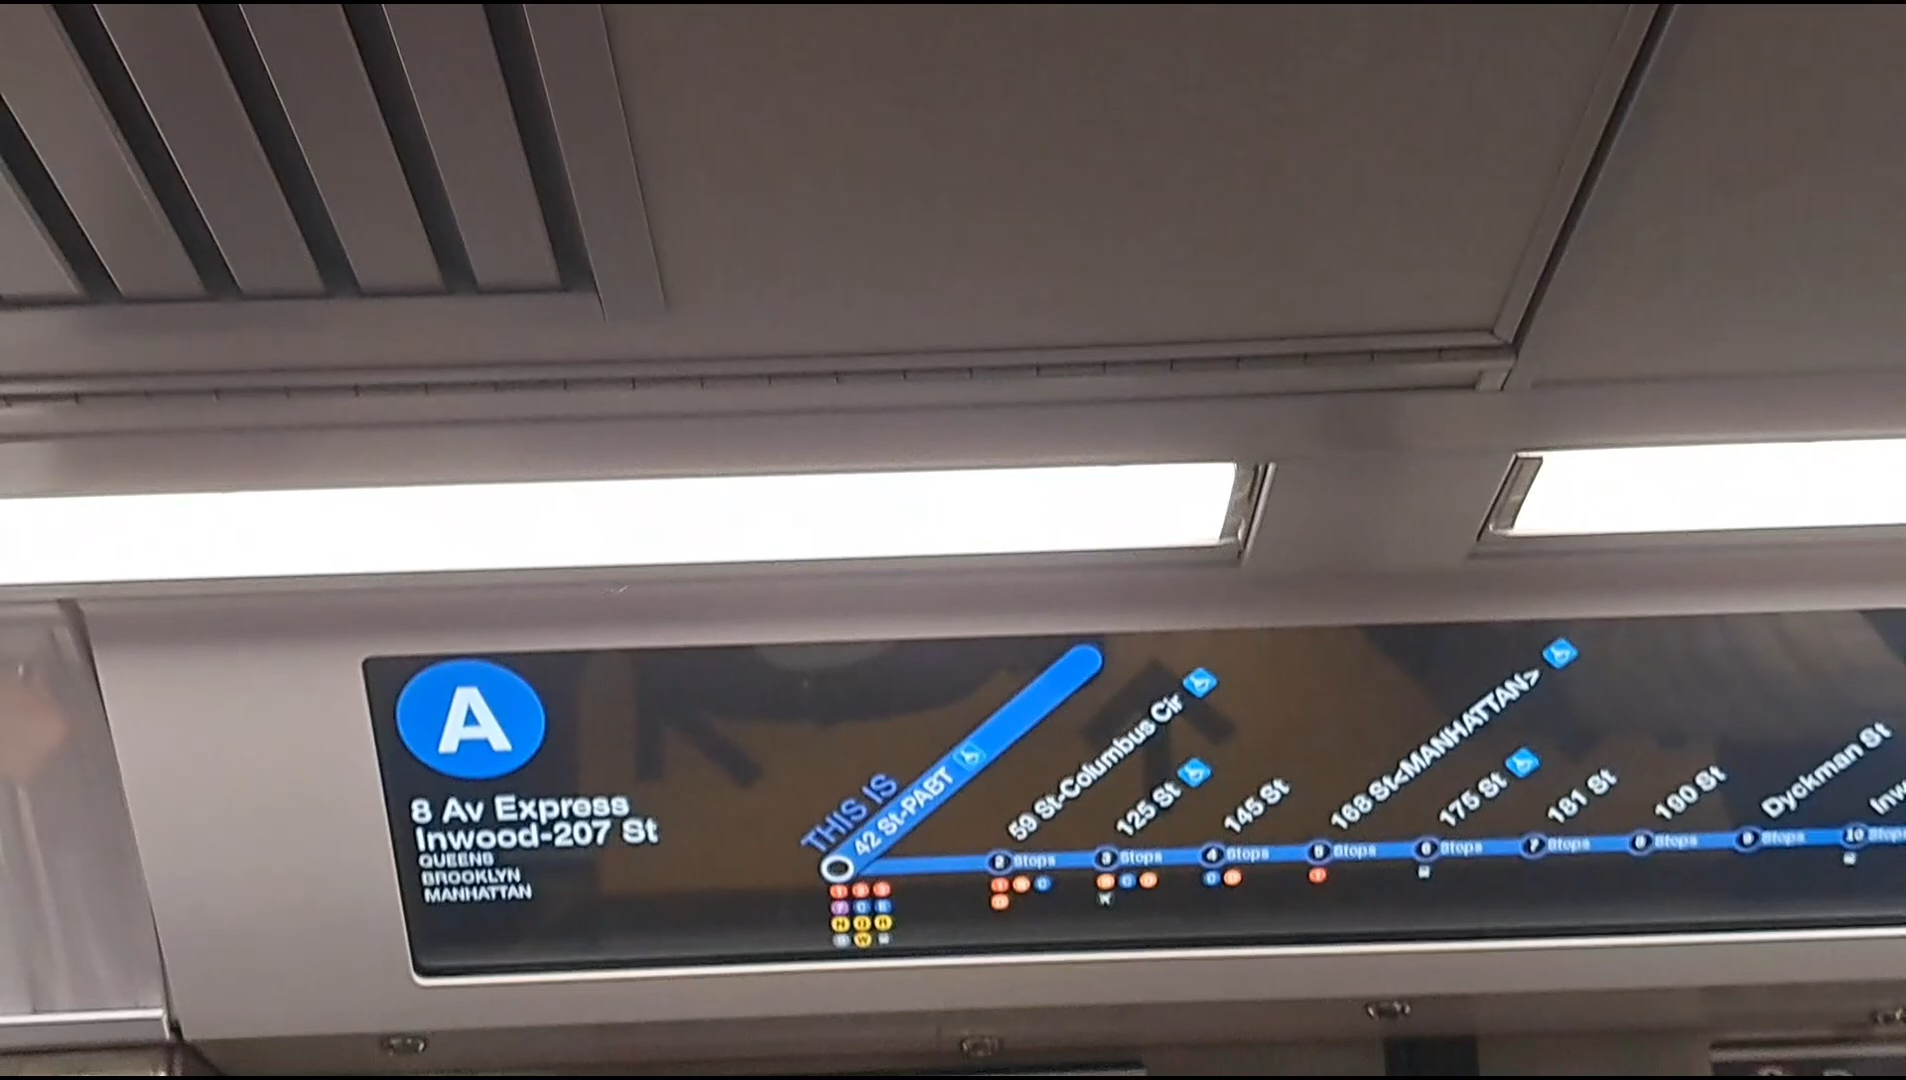 A
8 Av Express
Inwood-207 St
QUEENS
BROOKLYN
MANHATTAN
THIS IS
42 St-PABT
59 St-Columbus Cir
125 St
145 St
168 St<MANHATTAN>
175 St
181 St
190 St
Dyckman St
2 Stops
3 Stops
4 Stops
5 Stops
6 Stops
7 Stops
8 Stops
9 Stops
10 Stops
7 C E
N Q R
S W
C D
1